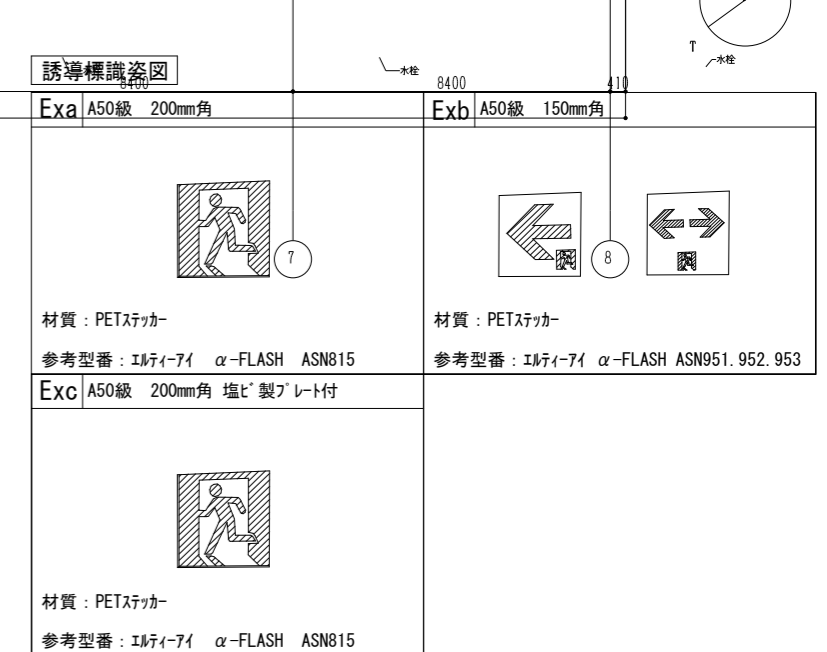 T
水栓
水栓
誘導標識姿図
8400
8400
410
Exa A50級 200mm角
Exb A50級 150mm角
7
8
材質：PETｽﾃｯｶｰ
材質：PETｽﾃｯｶｰ
参考型番：ｴﾙﾃｨｰｱｲ α-FLASH ASN815
参考型番：ｴﾙﾃｨｰｱｲ α-FLASH ASN951.952.953
Exc A50級 200mm角 塩ﾋﾞ製ﾌﾟﾚｰﾄ付
材質：PETｽﾃｯｶｰ
参考型番：ｴﾙﾃｨｰｱｲ α-FLASH ASN815